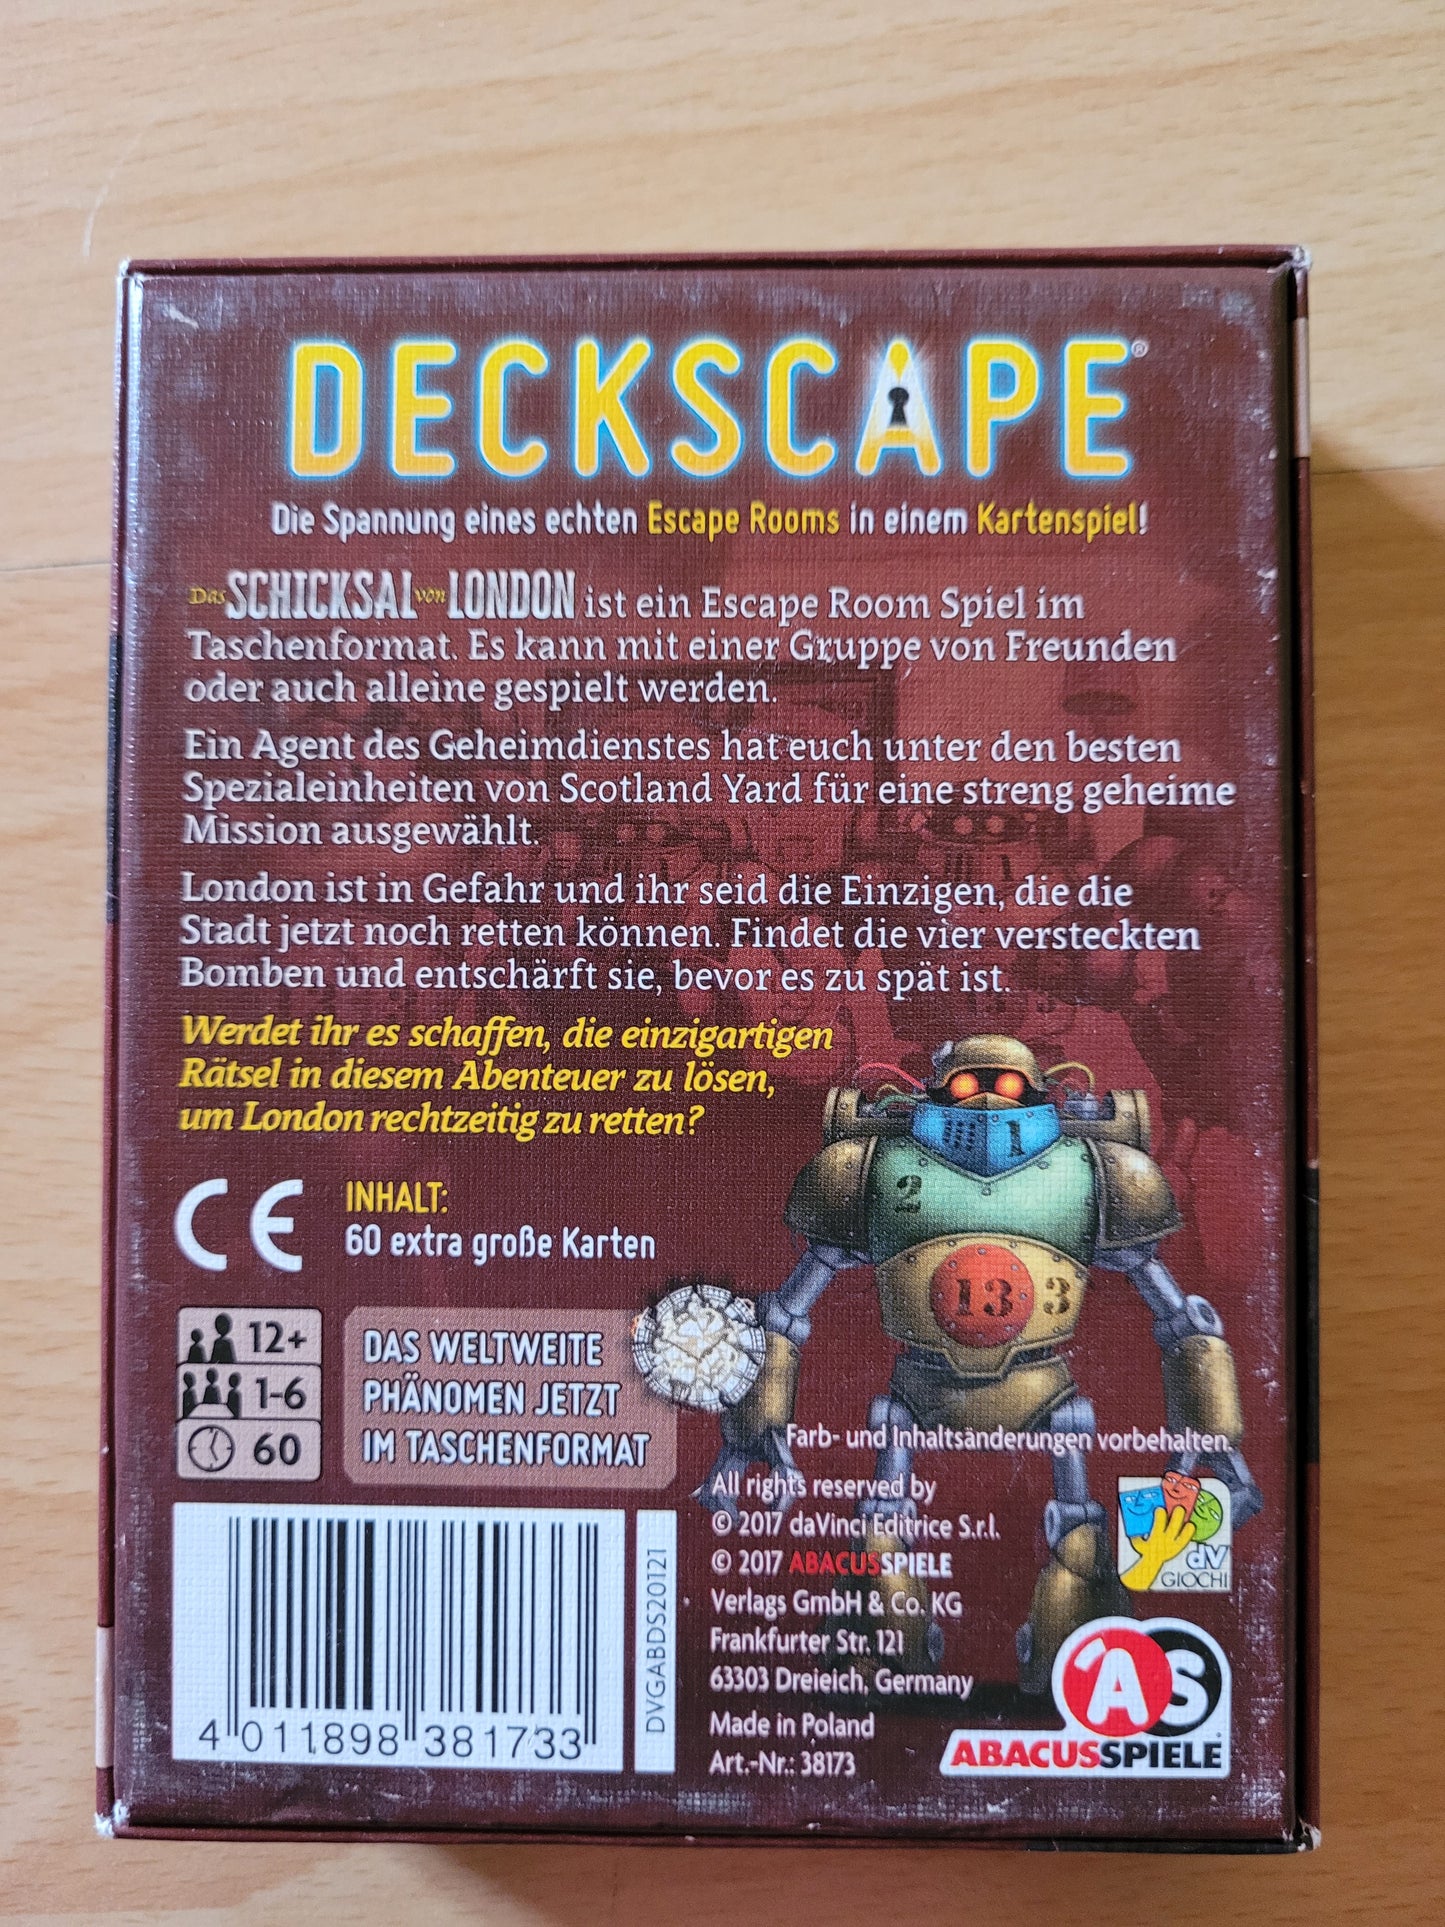 DECKSCAPE®
Die Spannung eines echten Escape Rooms in einem Kartenspiel!
Das SCHICKSAL von LONDON ist ein Escape Room Spiel im
Taschenformat. Es kann mit einer Gruppe von Freunden
oder auch alleine gespielt werden.
Ein Agent des Geheimdienstes hat euch unter den besten
Spezialeinheiten von Scotland Yard für eine streng geheime
Mission ausgewählt.
London ist in Gefahr und ihr seid die Einzigen, die die
Stadt jetzt noch retten können. Findet die vier versteckten
Bomben und entschärft sie, bevor es zu spät ist.
Werdet ihr es schaffen, die einzigartigen
Rätsel in diesem Abenteuer zu lösen,
um London rechtzeitig zu retten?
1
2
13 3
CE
INHALT:
60 extra große Karten
12+
1-6
60
DAS WELTWEITE
PHÄNOMEN JETZT
IM TASCHENFORMAT
Farb- und Inhaltsänderungen vorbehalten.
All rights reserved by
© 2017 daVinci Editrice S.r.l.
© 2017 ABACUSSPIELE
Verlags GmbH & Co. KG
Frankfurter Str. 121
63303 Dreieich, Germany
Made in Poland
Art.-Nr.: 38173
dV
GIOCHI
AS
ABACUSSPIELE
DVGABDS20121
4 011898 381733